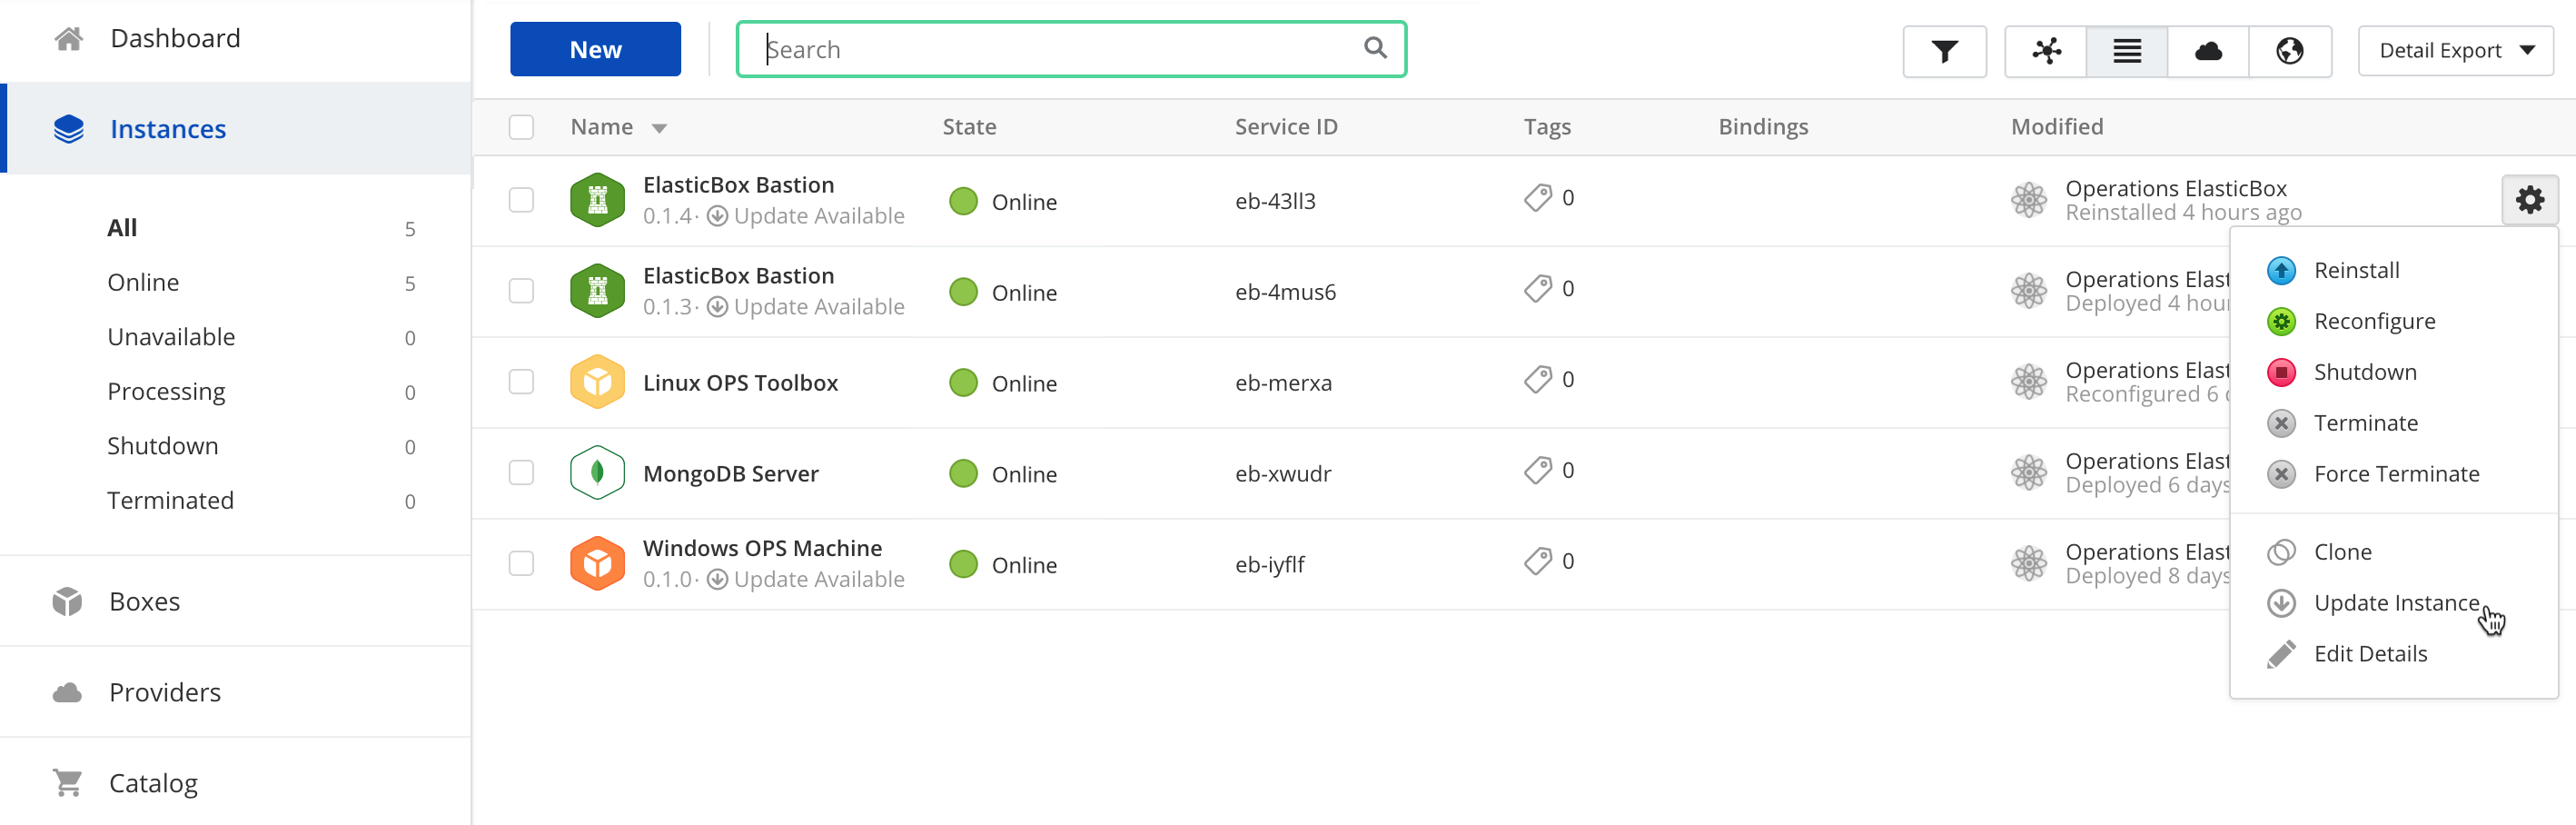 Dashboard
Instances
All 5
Online 5
Unavailable 0
Processing 0
Shutdown 0
Terminated 0
Boxes
Providers
Catalog
New
Search
Detail Export
Name State Service ID Tags Bindings Modified
ElasticBox Bastion
0.1.4 · Update Available
Online eb-43ll3 0
Operations ElasticBox
Reinstalled 4 hours ago
ElasticBox Bastion
0.1.3 · Update Available
Online eb-4mus6 0
Operations Elast
Deployed 4 hour
Linux OPS Toolbox Online eb-merxa 0
Operations Elast
Reconfigured 6 d
MongoDB Server Online eb-xwudr 0
Operations Elast
Deployed 6 days
Windows OPS Machine
0.1.0 · Update Available
Online eb-iyflf 0
Operations Elast
Deployed 8 days
Reinstall
Reconfigure
Shutdown
Terminate
Force Terminate
Clone
Update Instance
Edit Details